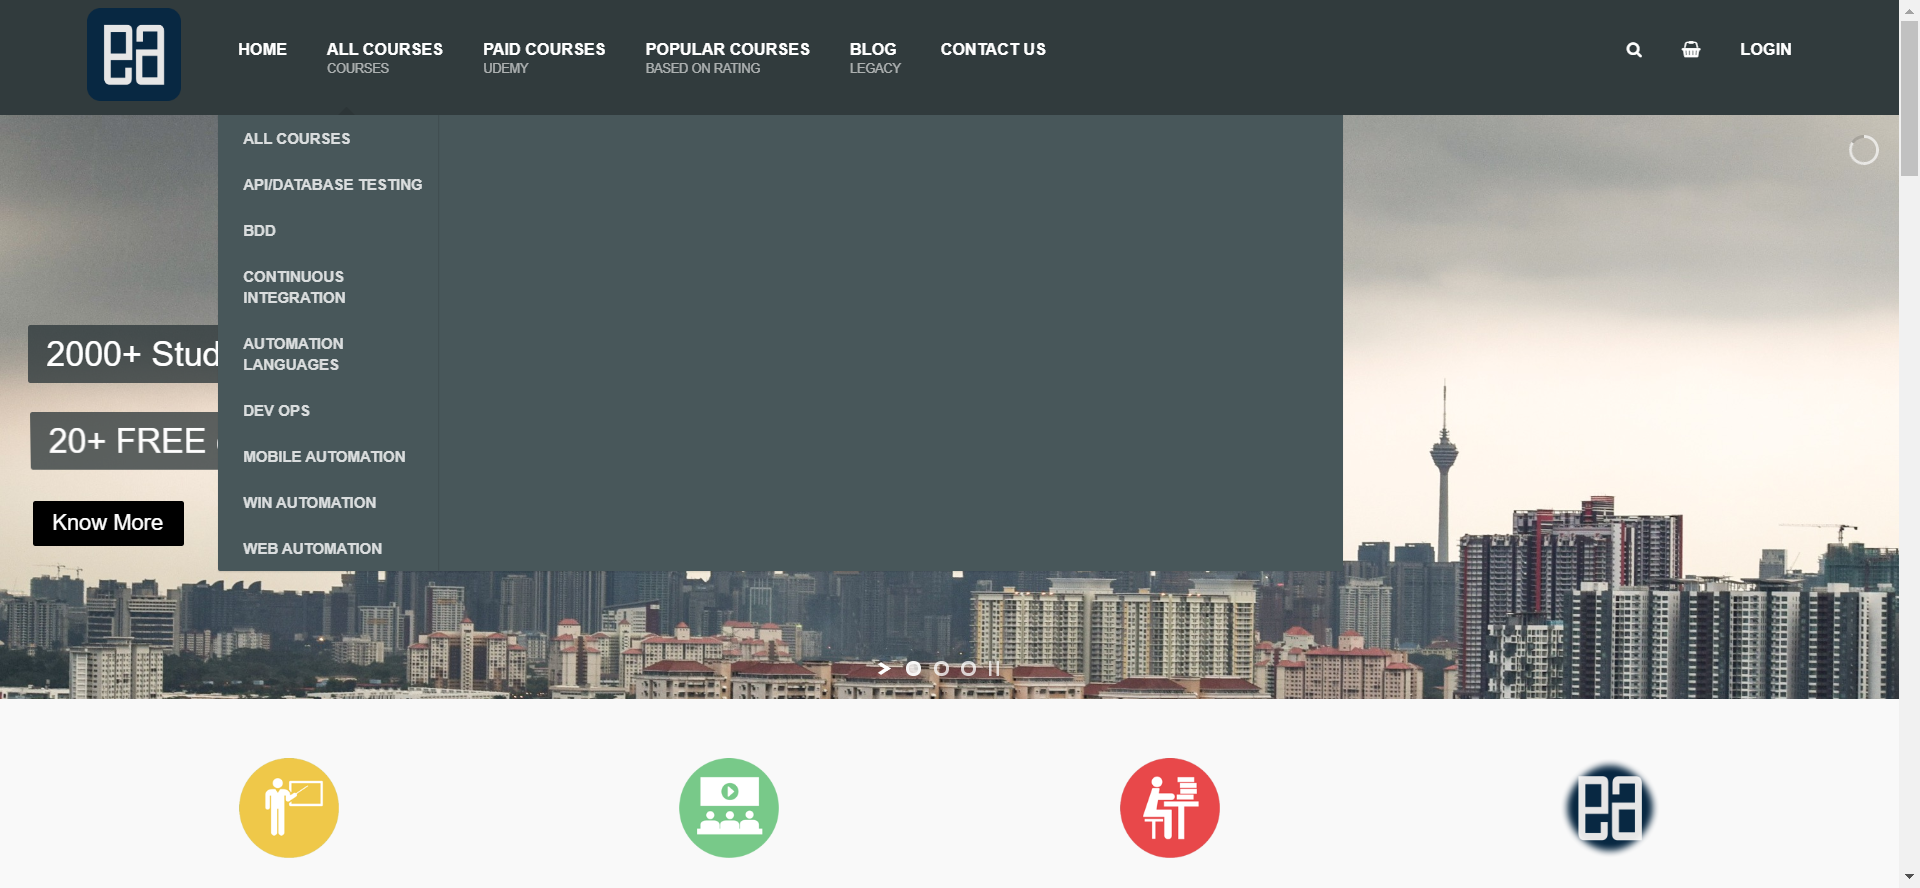 ea
HOME
ALL COURSES
COURSES
PAID COURSES
UDEMY
POPULAR COURSES
BASED ON RATING
BLOG
LEGACY
CONTACT US
LOGIN
ALL COURSES
API/DATABASE TESTING
BDD
CONTINUOUS
INTEGRATION
AUTOMATION
LANGUAGES
DEV OPS
MOBILE AUTOMATION
WIN AUTOMATION
WEB AUTOMATION
2000+ Stud
20+ FREE
Know More
ea